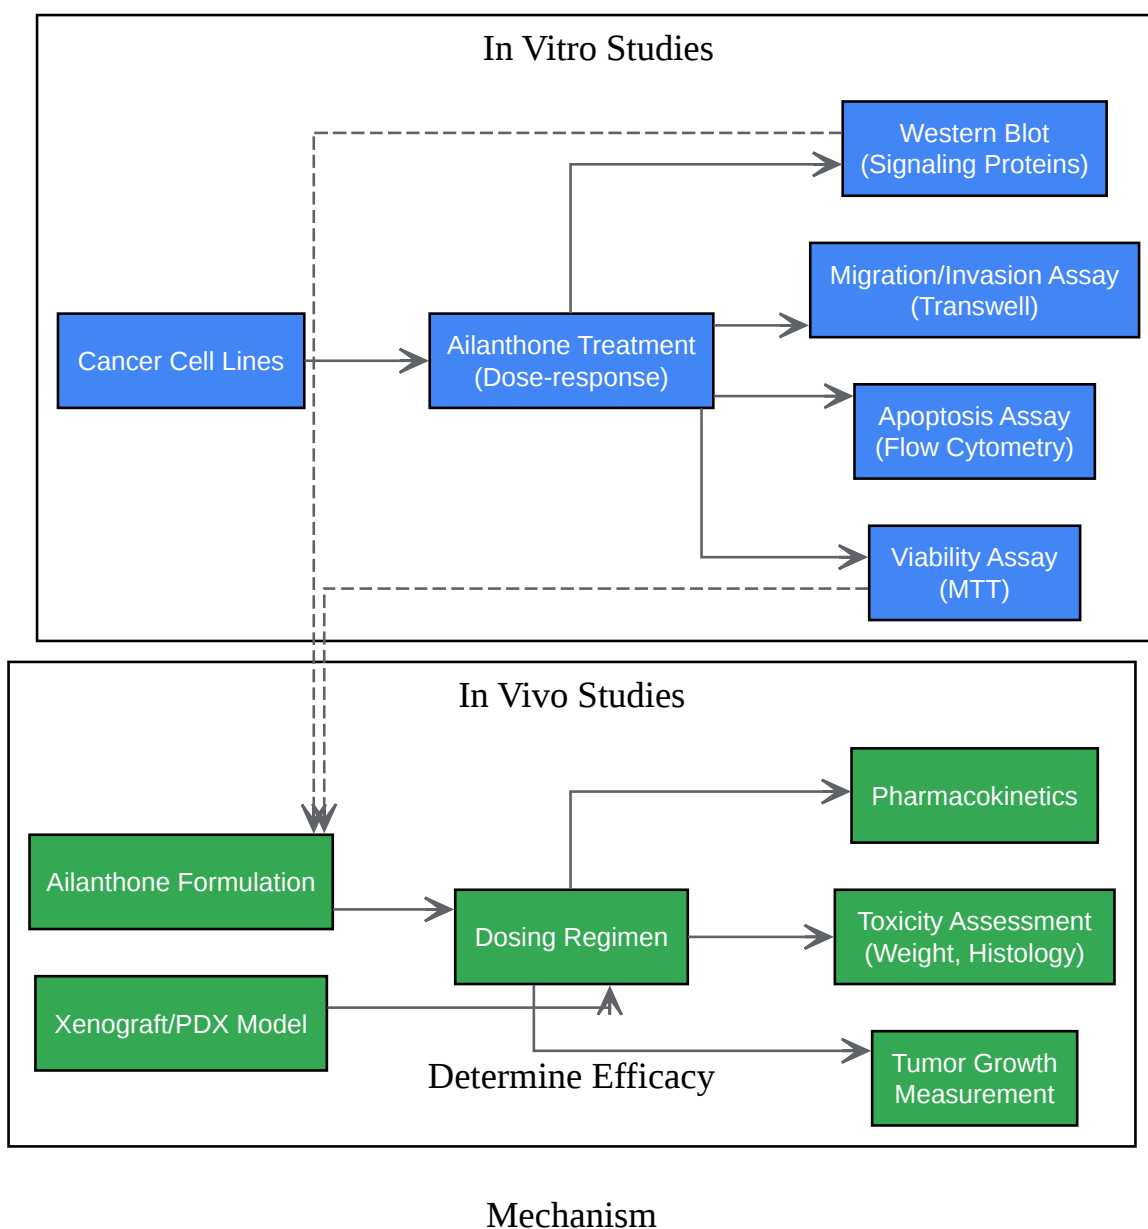 In Vitro Studies
Western Blot
(Signaling Proteins)
Migration/Invasion Assay
(Transwell)
Cancer Cell Lines
Ailanthone Treatment
(Dose-response)
Apoptosis Assay
(Flow Cytometry)
Viability Assay
(MTT)
In Vivo Studies
Pharmacokinetics
Ailanthone Formulation
Dosing Regimen
Toxicity Assessment
(Weight, Histology)
Xenograft/PDX Model
Tumor Growth
Measurement
Determine Efficacy
Mechanism